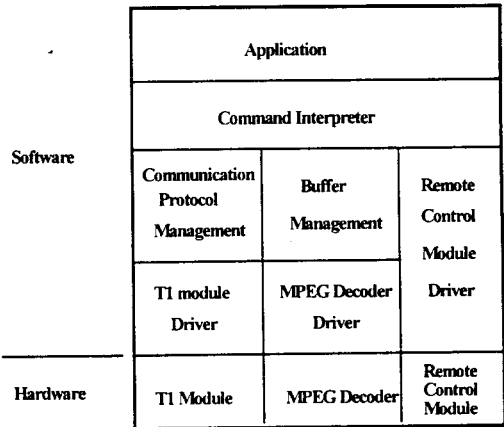 Application
Command Interpreter
Software
Communication
Protocol
Management
Buffer
Management
Remote
Control
Module
Driver
T1 module
Driver
MPEG Decoder
Driver
Hardware
T1 Module
MPEG Decoder
Remote
Control
Module